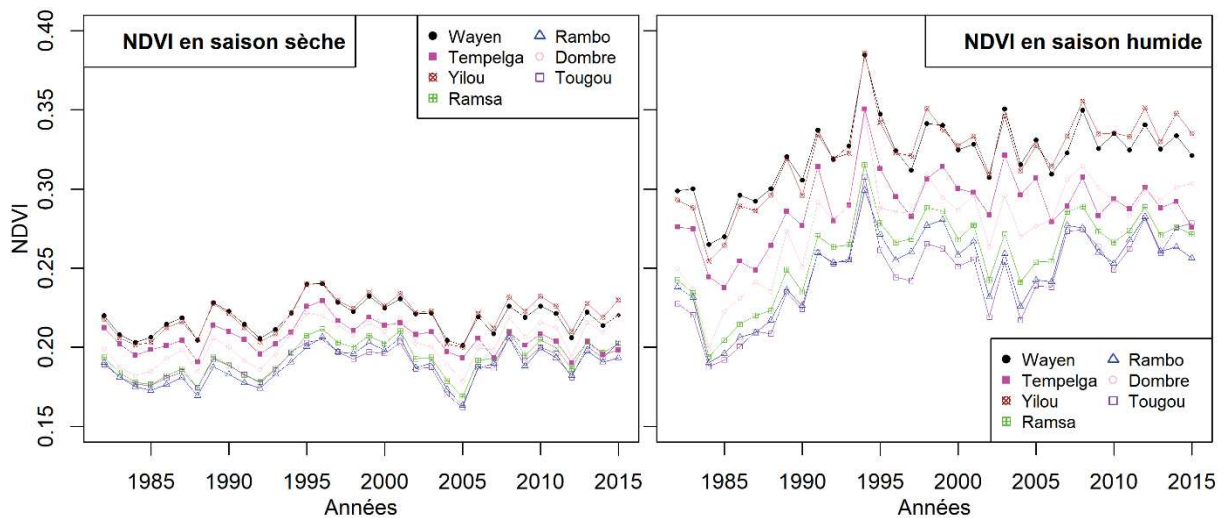 NDVI en saison sèche
Wayen Rambo
Tempelga Dombre
Yilou Tougou
Ramsa
NDVI
0.40
0.35
0.30
0.25
0.20
0.15
1985 1990 1995 2000 2005 2010 2015
Années
NDVI en saison humide
Wayen Rambo
Tempelga Dombre
Yilou Tougou
Ramsa
1985 1990 1995 2000 2005 2010 2015
Années